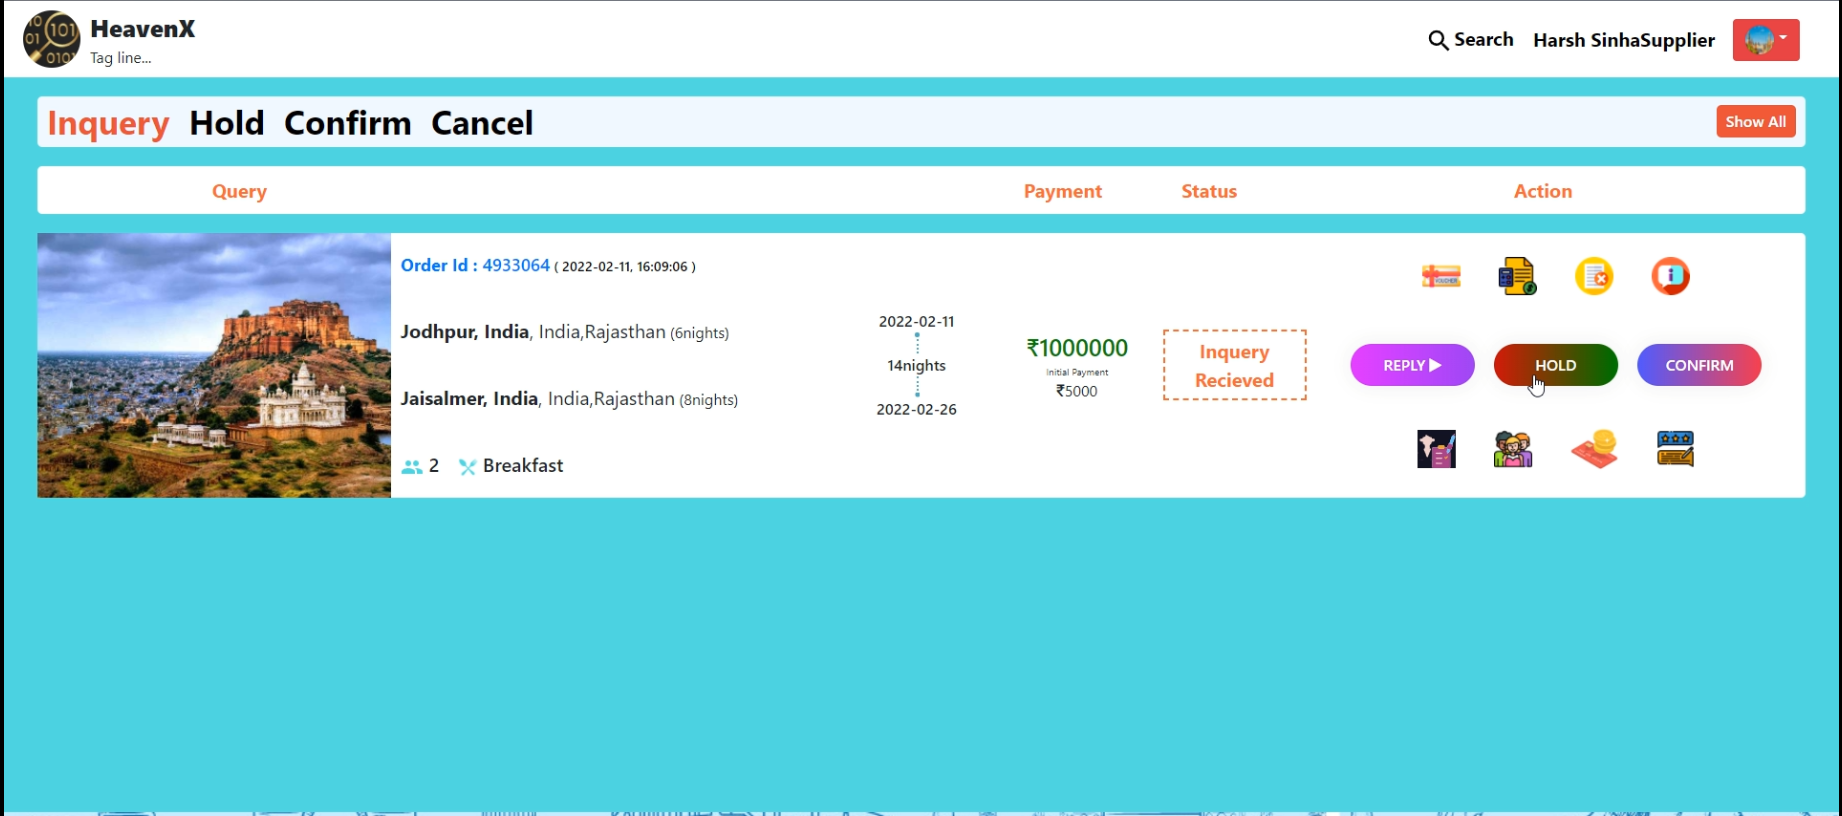 HeavenX
Tag line...
Search Harsh SinhaSupplier
Inquery Hold Confirm Cancel
Show All
Query Payment Status Action
Order Id : 4933064 ( 2022-02-11, 16:09:06 )
Jodhpur, India, India,Rajasthan (6nights)
Jaisalmer, India, India,Rajasthan (8nights)
2 Breakfast
2022-02-11
14nights
2022-02-26
₹1000000
Initial Payment
₹5000
Inquery
Recieved
VOUCHER
REPLY HOLD CONFIRM